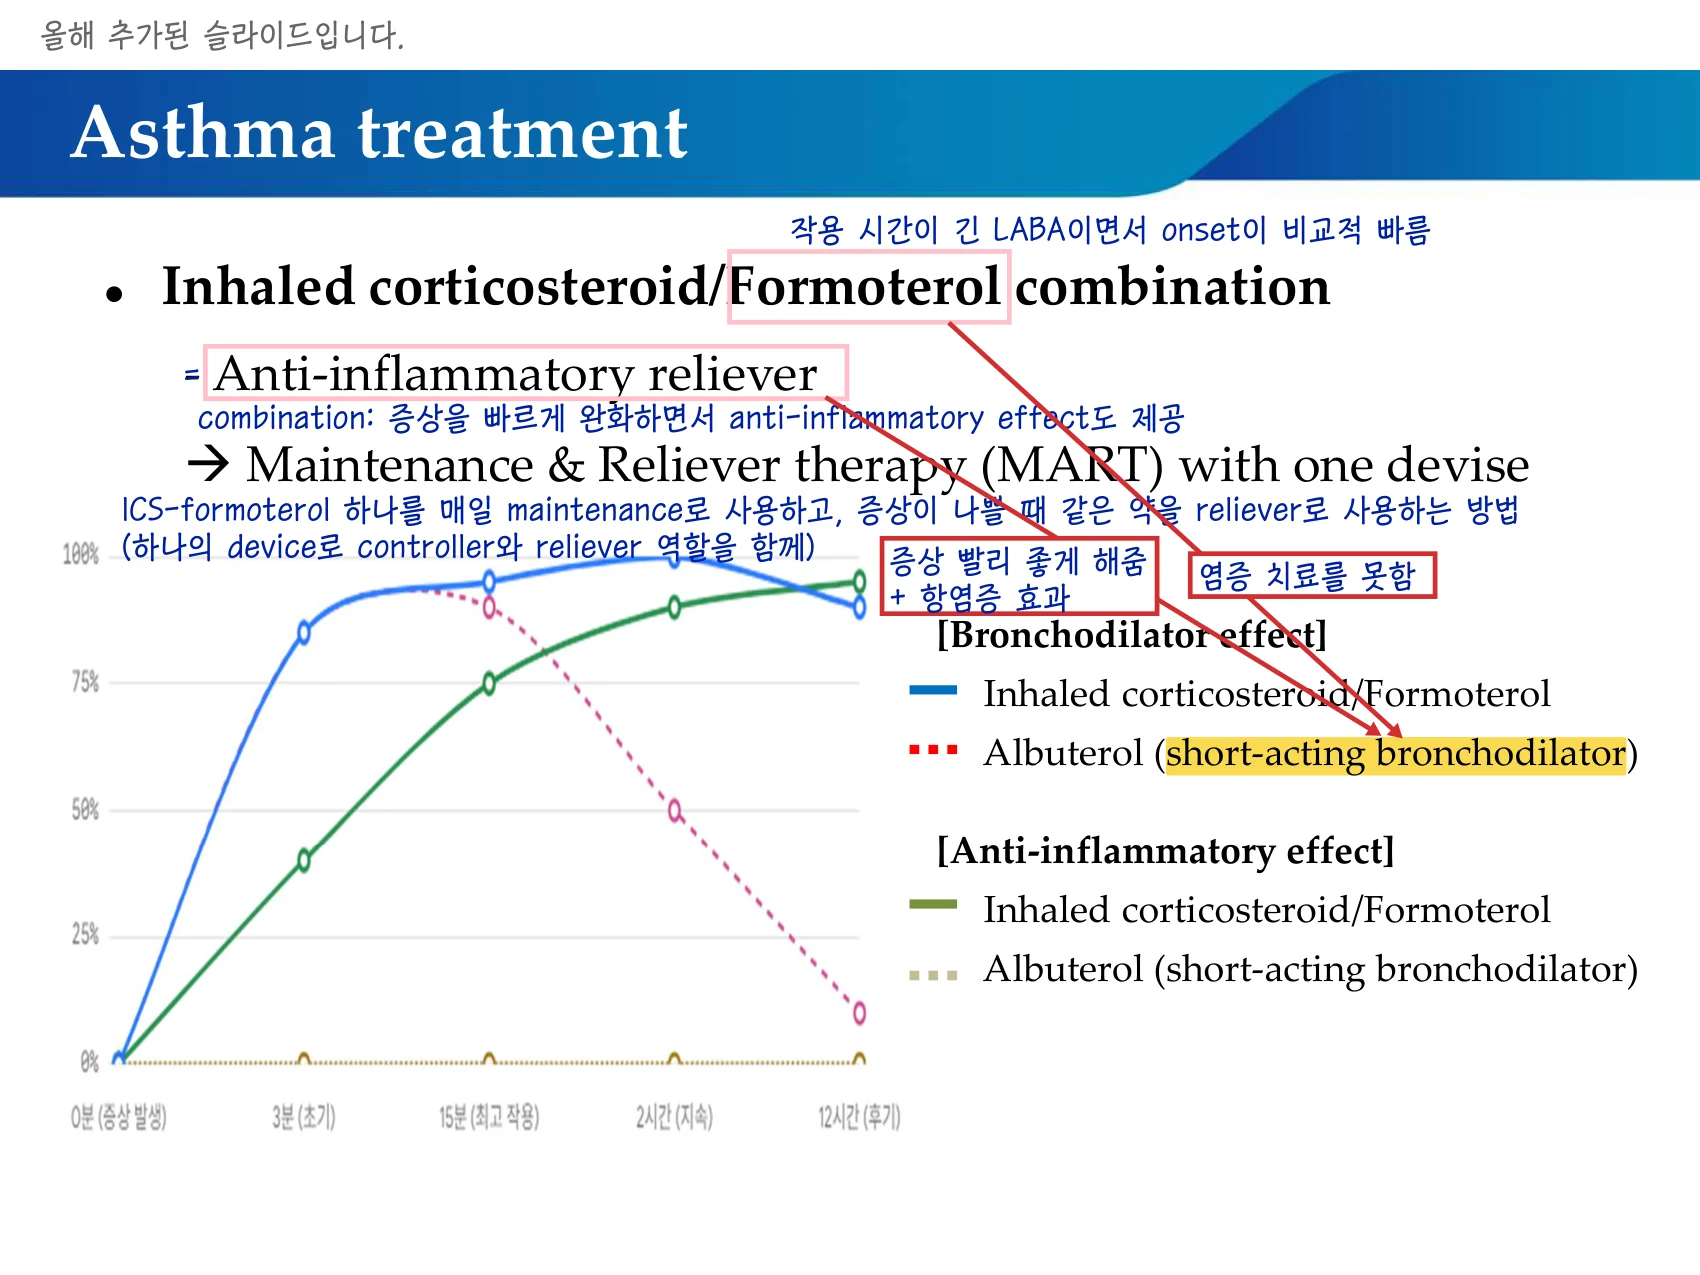 올해 추가된 슬라이드입니다.
Asthma treatment
작용 시간이 긴 LABA이면서 onset이 비교적 빠름
• Inhaled corticosteroid/Formoterol combination
= Anti-inflammatory reliever
combination: 증상을 빠르게 완화하면서 anti-inflammatory effect도 제공
→ Maintenance & Reliever therapy (MART) with one devise
ICS-formoterol 하나를 매일 maintenance로 사용하고, 증상이 나쁠 때 같은 약을 reliever로 사용하는 방법
(하나의 device로 controller와 reliever 역할을 함께)
증상 빨리 좋게 해줌
+ 항염증 효과
염증 치료를 못함
[Bronchodilator effect]
Inhaled corticosteroid/Formoterol
Albuterol (short-acting bronchodilator)
[Anti-inflammatory effect]
Inhaled corticosteroid/Formoterol
Albuterol (short-acting bronchodilator)
100%
75%
50%
25%
0%
0분 (증상 발생) 3분 (초기) 15분 (최고 작용) 2시간 (지속) 12시간 (후기)